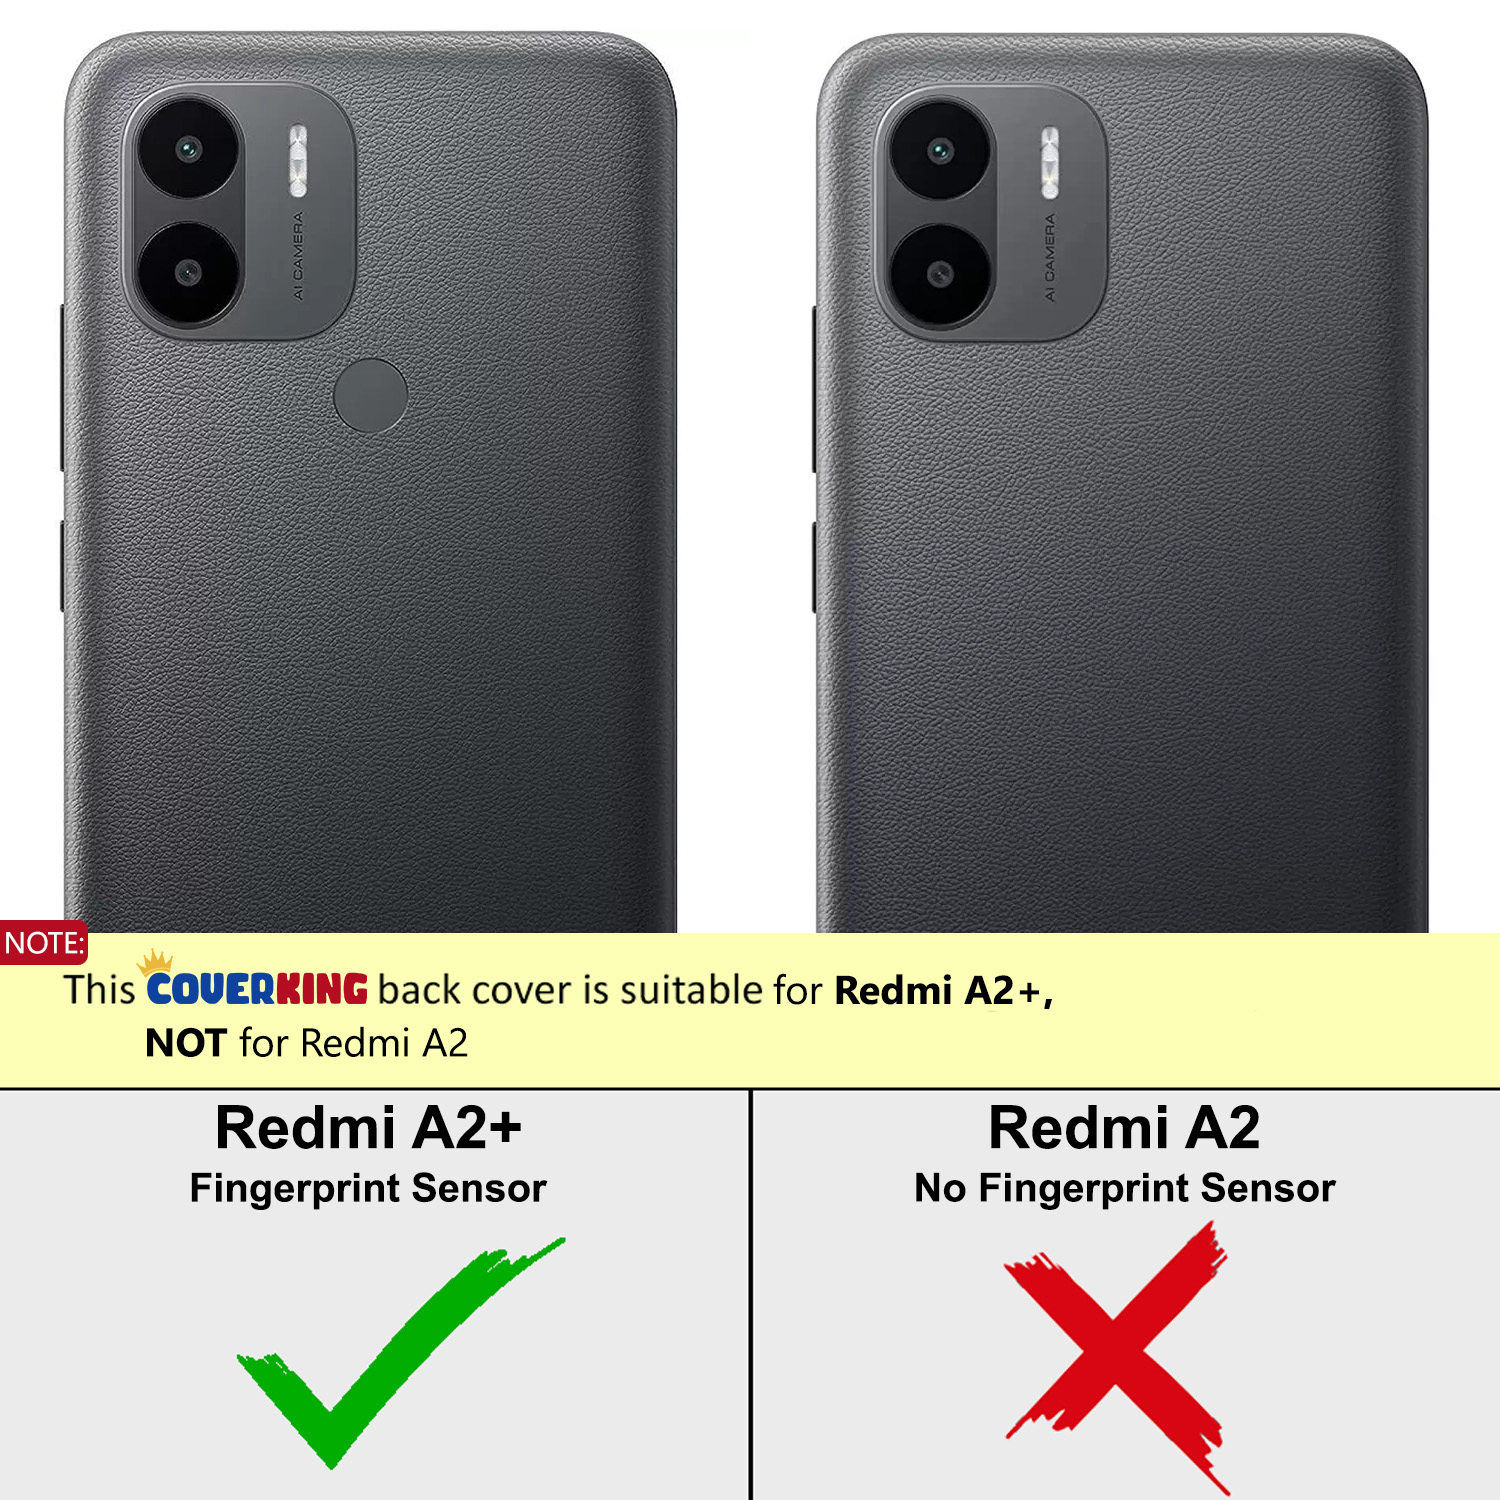 AI CAMERA
AI CAMERA
NOTE:
This COVERKING back cover is suitable for Redmi A2+,
NOT for Redmi A2
Redmi A2+
Fingerprint Sensor
Redmi A2
No Fingerprint Sensor